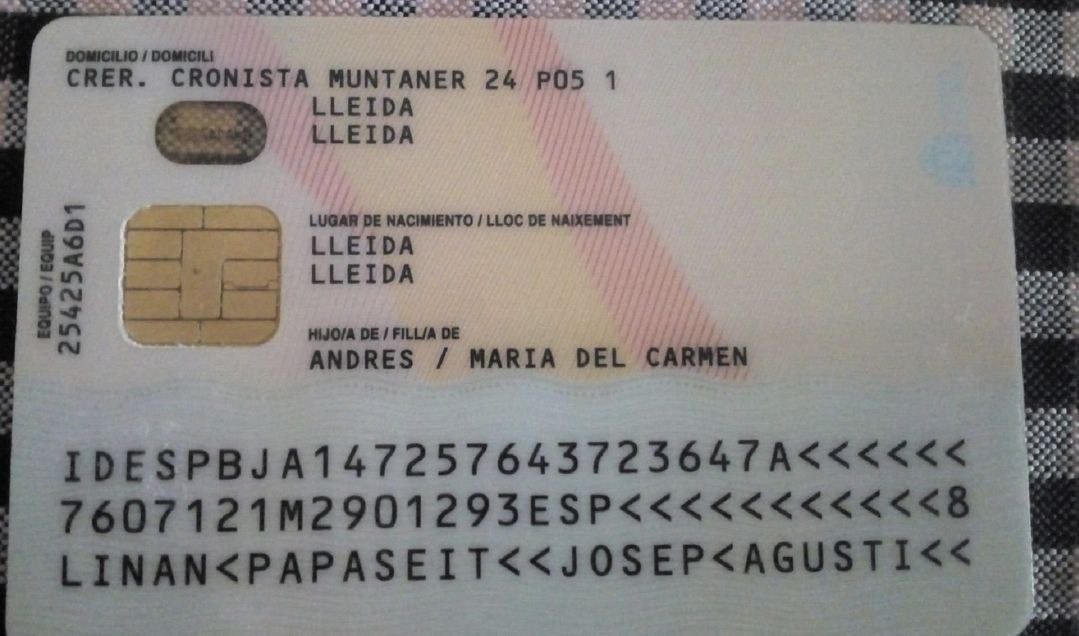 DOMICILIO / DOMICILI
CRER. CRONISTA MUNTANER 24 P05 1
LLEIDA
LLEIDA
EQUIPO / EQUIP
25425A6D1
LUGAR DE NACIMIENTO / LLOC DE NAIXEMENT
LLEIDA
LLEIDA
HIJO/A DE / FILL/A DE
ANDRES / MARIA DEL CARMEN
IDESPBJA147257643723647A<<<<<<
7607121M2901293ESP<<<<<<<<<<<8
LINAN<PAPASEIT<<JOSEP<AGUSTI<<